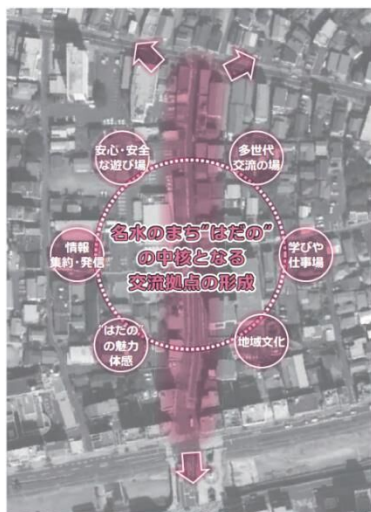 安心・安全
な遊び場
多世代
交流の場
名水のまち"はだの"
の中核となる
交流拠点の形成
情報
集約・発信
学びや
仕事場
"はだの"
の魅力
体感
地域文化